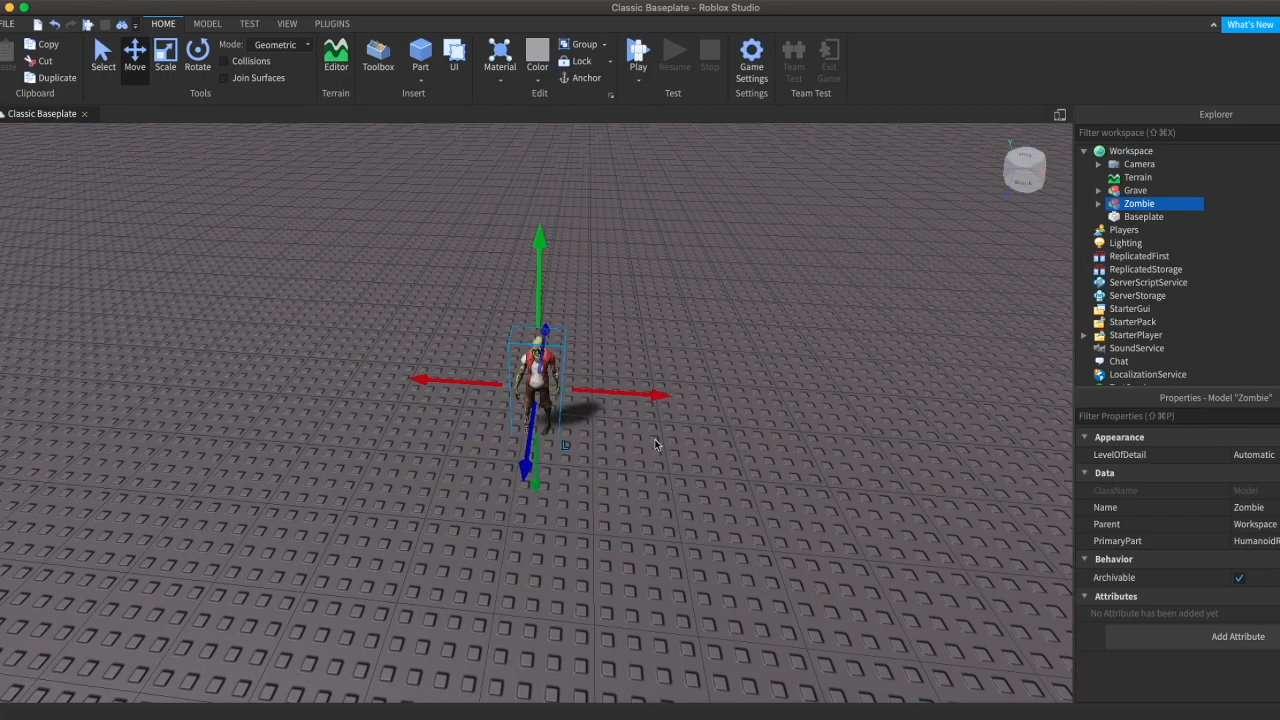 Classic Baseplate - Roblox Studio
FILE HOME MODEL TEST VIEW PLUGINS What's New
Copy
Cut
Duplicate
Clipboard
Select Move Scale Rotate
Mode: Geometric
Collisions
Join Surfaces
Tools
Editor
Terrain
Toolbox Part UI
Insert
Material Color
Group
Lock
Anchor
Edit
Play Resume Stop
Test
Game Settings
Settings
Team Test Exit Game
Team Test
Classic Baseplate
Explorer
Filter workspace (⇧⌘X)
Workspace
Camera
Terrain
Grave
Zombie
Baseplate
Players
Lighting
ReplicatedFirst
ReplicatedStorage
ServerScriptService
ServerStorage
StarterGui
StarterPack
StarterPlayer
SoundService
Chat
LocalizationService
Properties - Model "Zombie"
Filter Properties (⇧⌘P)
Appearance
LevelOfDetail Automatic
Data
ClassName Model
Name Zombie
Parent Workspace
PrimaryPart HumanoidR
Behavior
Archivable
Attributes
No Attribute has been added yet
Add Attribute
Y
Back
L